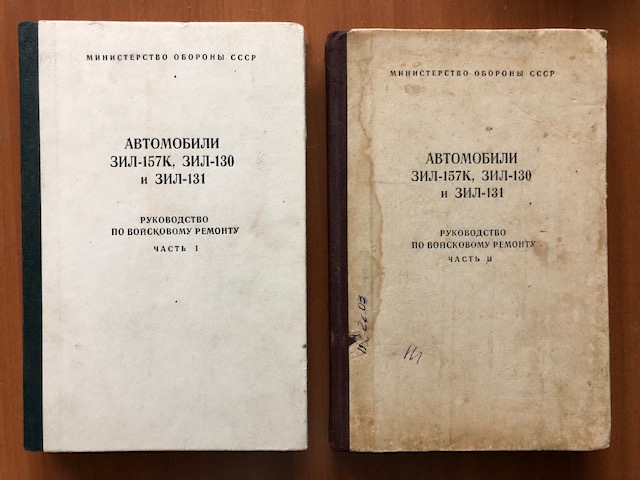 МИНИСТЕРСТВО ОБОРОНЫ СССР
АВТОМОБИЛИ
ЗИЛ-157К, ЗИЛ-130
и ЗИЛ-131
РУКОВОДСТВО
ПО ВОЙСКОВОМУ РЕМОНТУ
ЧАСТЬ I
МИНИСТЕРСТВО ОБОРОНЫ СССР
АВТОМОБИЛИ
ЗИЛ-157К, ЗИЛ-130
и ЗИЛ-131
РУКОВОДСТВО
ПО ВОЙСКОВОМУ РЕМОНТУ
ЧАСТЬ II